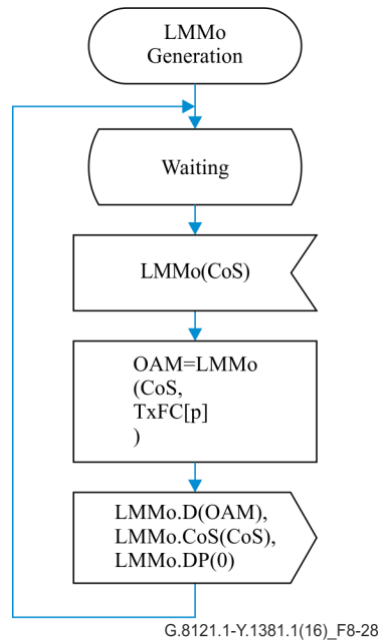 LMMo
Generation
Waiting
LMMo(CoS)
OAM=LMMo
(CoS,
TxFC[p]
)
LMMo.D(OAM),
LMMo.CoS(CoS),
LMMo.DP(0)
G.8121.1-Y.1381.1(16)_F8-28